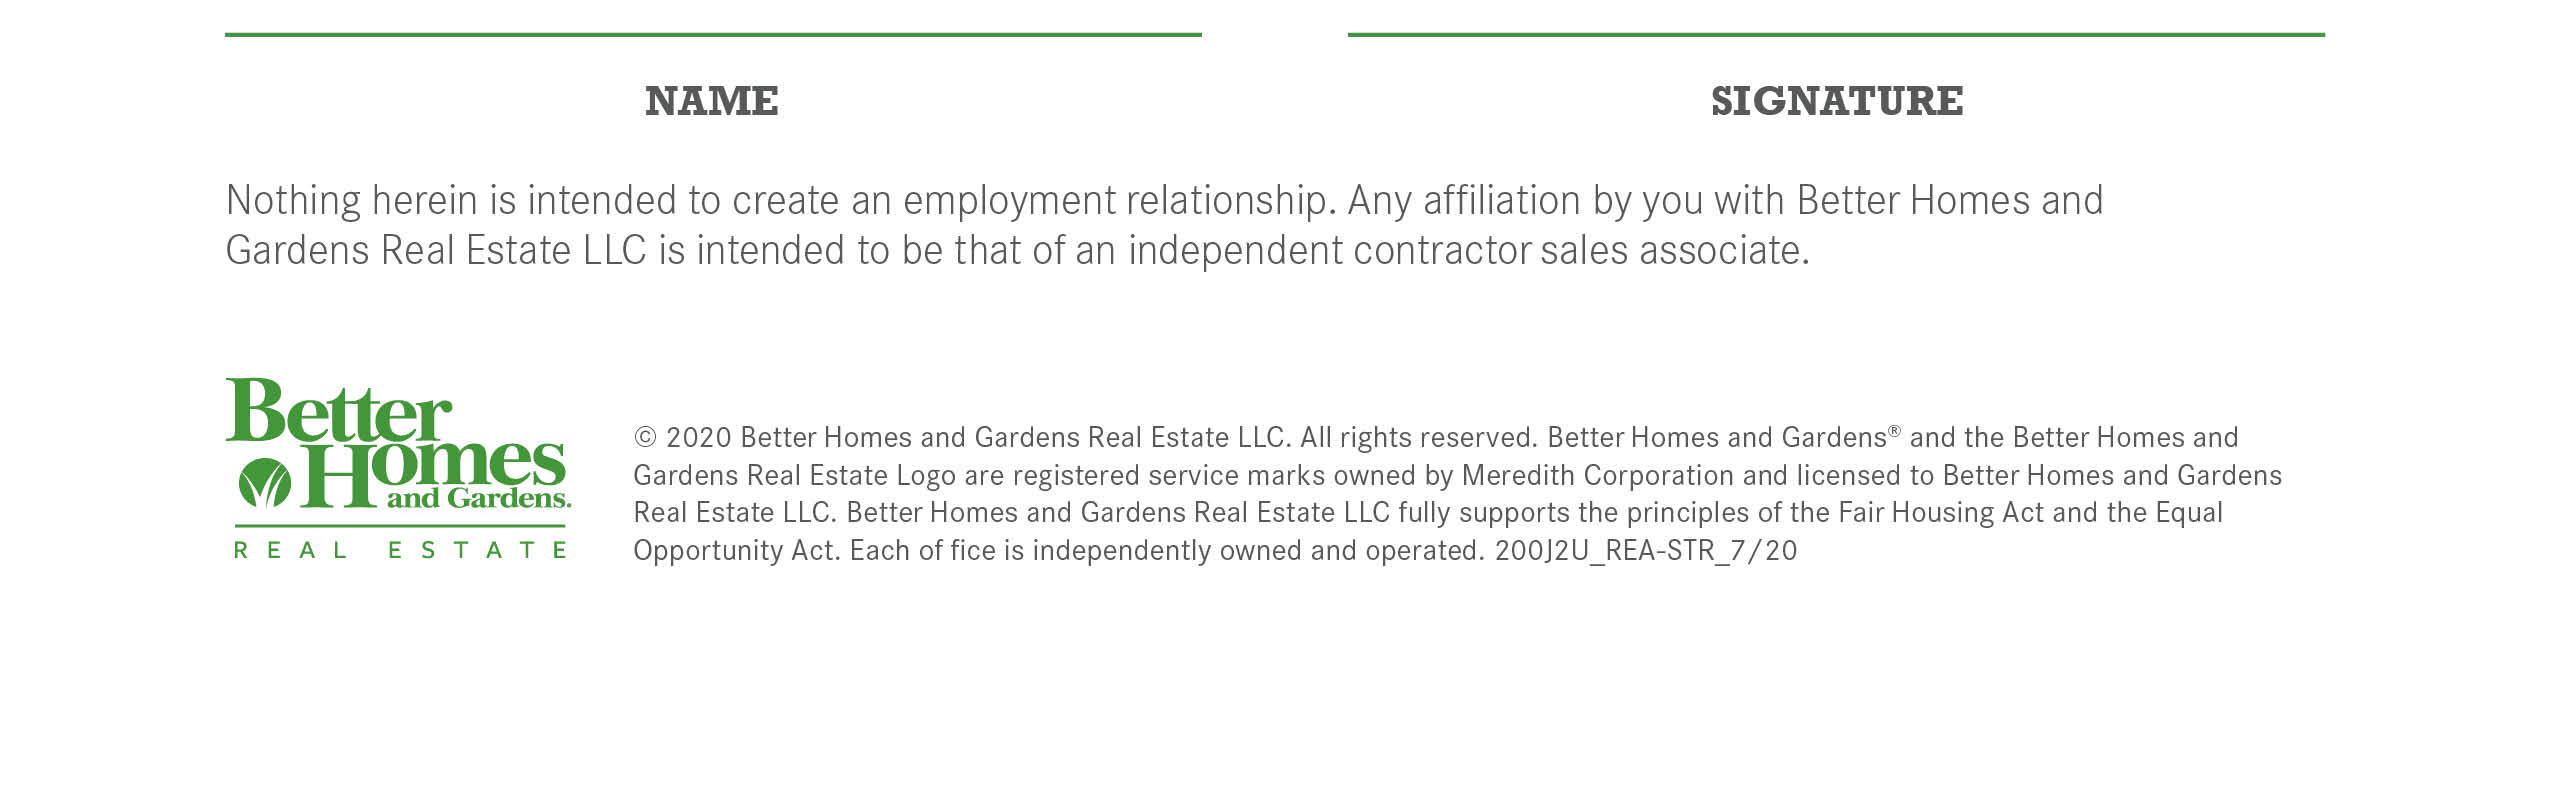 NAME
SIGNATURE
Nothing herein is intended to create an employment relationship. Any affiliation by you with Better Homes and
Gardens Real Estate LLC is intended to be that of an independent contractor sales associate.
Better
Homes
and Gardens.
REAL ESTATE
© 2020 Better Homes and Gardens Real Estate LLC. All rights reserved. Better Homes and Gardens® and the Better Homes and
Gardens Real Estate Logo are registered service marks owned by Meredith Corporation and licensed to Better Homes and Gardens
Real Estate LLC. Better Homes and Gardens Real Estate LLC fully supports the principles of the Fair Housing Act and the Equal
Opportunity Act. Each of fice is independently owned and operated. 200J2U_REA-STR_7/20